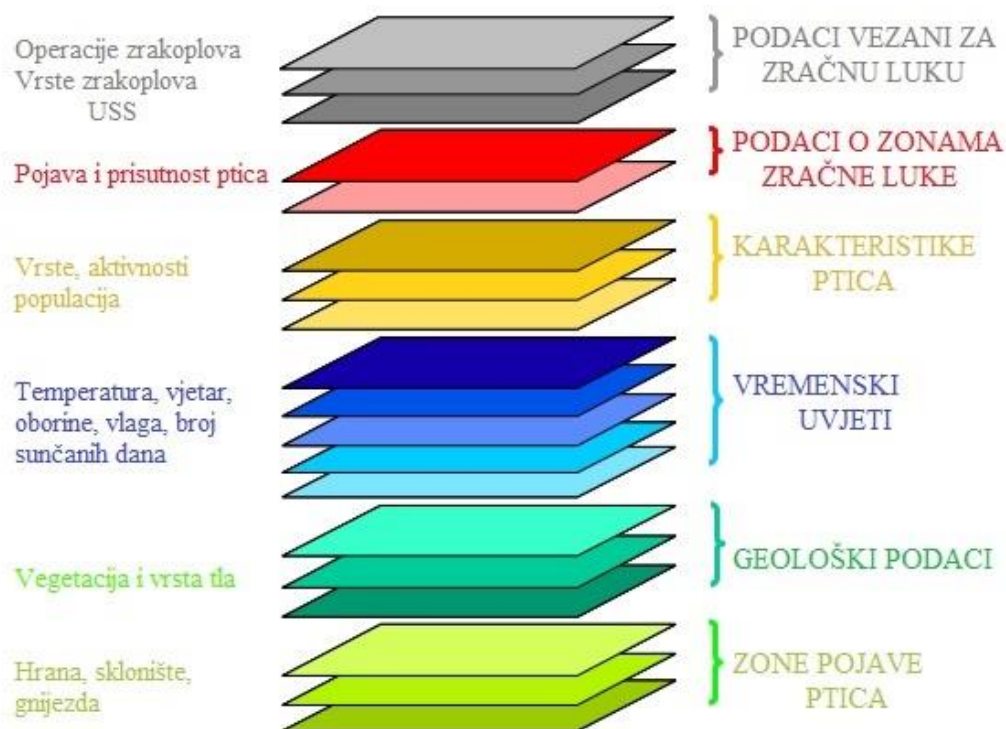 Operacije zrakoplova
Vrste zrakoplova
USS
PODACI VEZANI ZA
ZRAČNU LUKU
Pojava i prisutnost ptica
PODACI O ZONAMA
ZRAČNE LUKE
Vrste, aktivnosti
populacija
KARAKTERISTIKE
PTICA
Temperatura, vjetar,
oborine, vlaga, broj
sunčanih dana
VREMENSKI
UVJETI
Vegetacija i vrsta tla
GEOLOŠKI PODACI
Hrana, sklonište,
gnijezda
ZONE POJAVE
PTICA